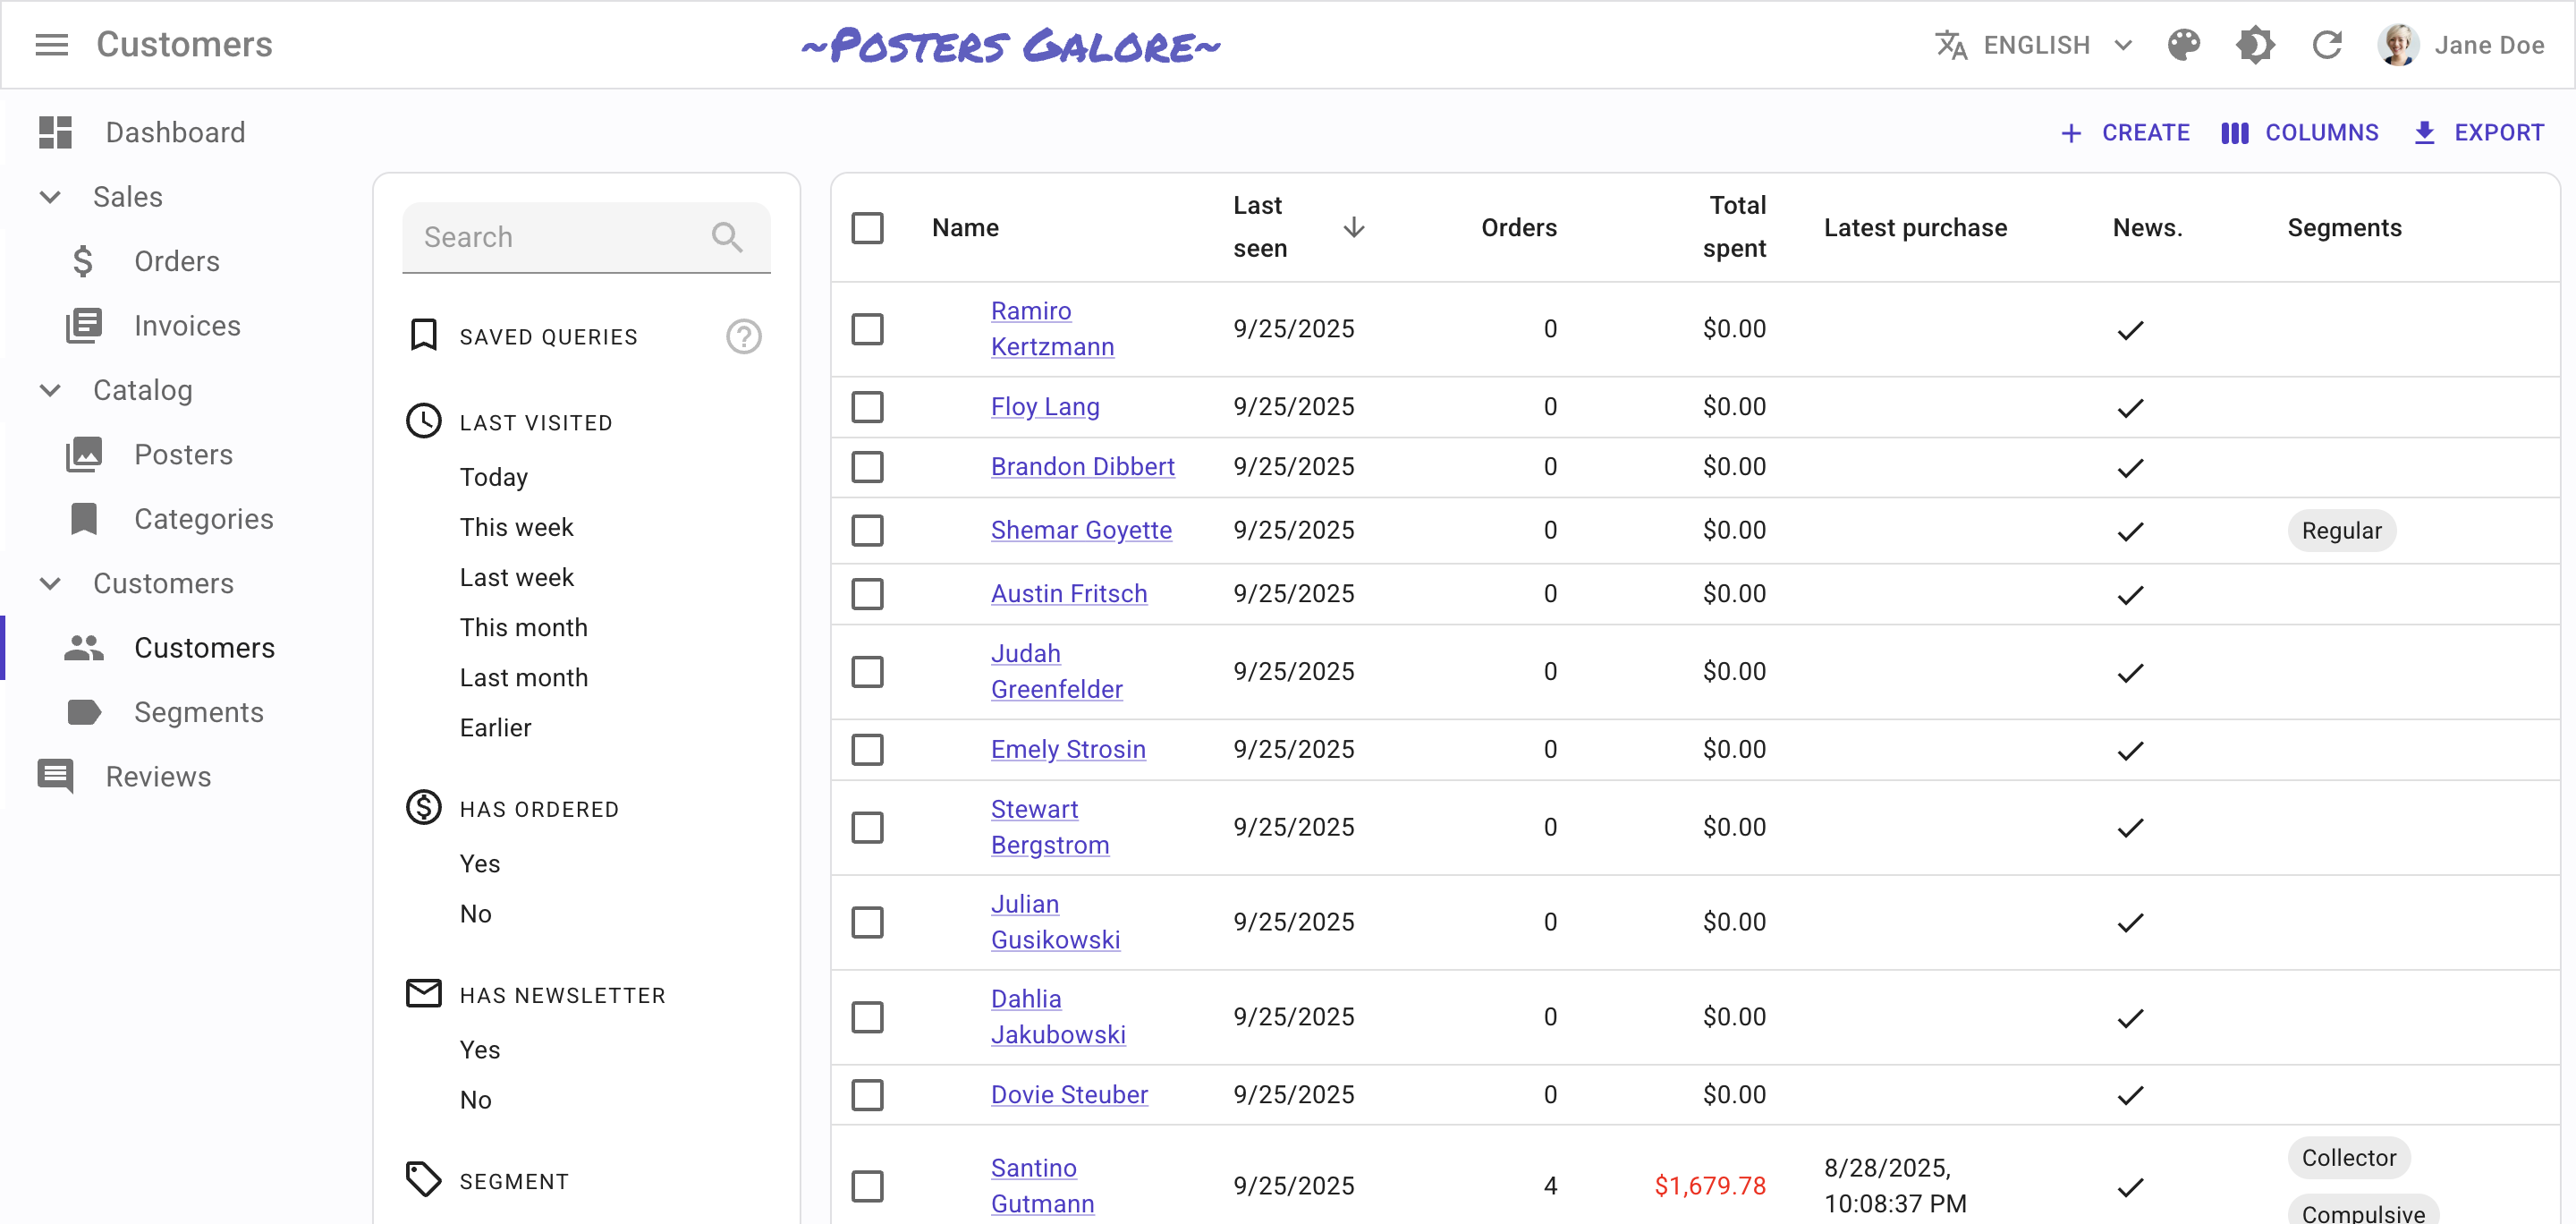 Customers
~Posters Galore~
ENGLISH
Jane Doe
Dashboard
Sales
Orders
Invoices
Catalog
Posters
Categories
Customers
Customers
Segments
Reviews
CREATE
COLUMNS
EXPORT
Search
SAVED QUERIES
LAST VISITED
Today
This week
Last week
This month
Last month
Earlier
HAS ORDERED
Yes
No
HAS NEWSLETTER
Yes
No
SEGMENT
Name Last seen Orders Total spent Latest purchase News. Segments
Ramiro Kertzmann 9/25/2025 0 $0.00
Floy Lang 9/25/2025 0 $0.00
Brandon Dibbert 9/25/2025 0 $0.00
Shemar Goyette 9/25/2025 0 $0.00 Regular
Austin Fritsch 9/25/2025 0 $0.00
Judah Greenfelder 9/25/2025 0 $0.00
Emely Strosin 9/25/2025 0 $0.00
Stewart Bergstrom 9/25/2025 0 $0.00
Julian Gusikowski 9/25/2025 0 $0.00
Dahlia Jakubowski 9/25/2025 0 $0.00
Dovie Steuber 9/25/2025 0 $0.00
Santino Gutmann 9/25/2025 4 $1,679.78 8/28/2025, 10:08:37 PM Collector
Compulsive